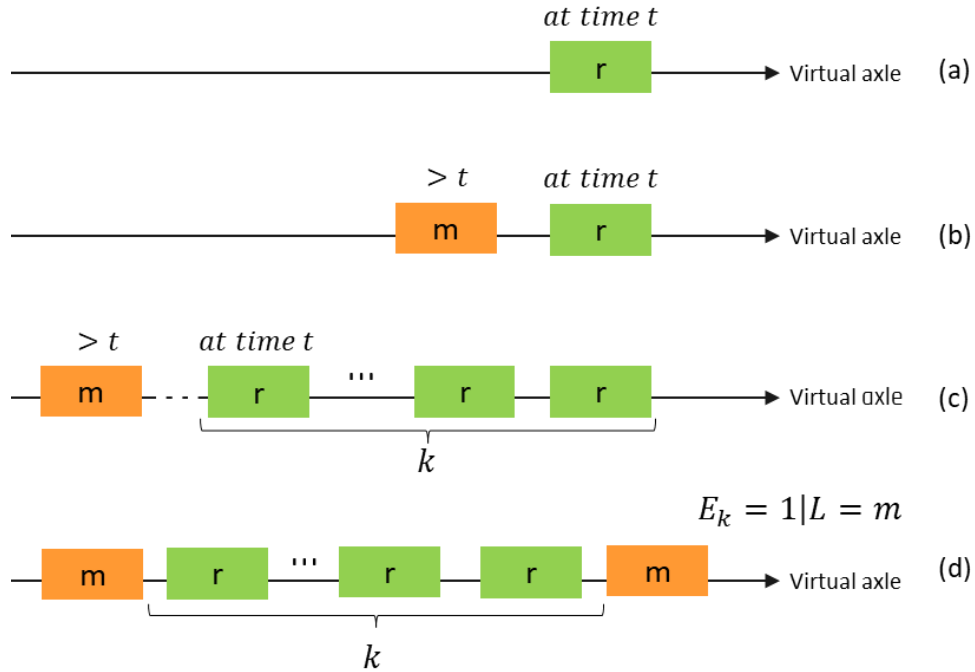 at time t
r Virtual axle (a)
> t at time t
m r Virtual axle (b)
> t at time t
m r ... r r Virtual axle (c)
k
E_k = 1|L = m
m r ... r r m Virtual axle (d)
k